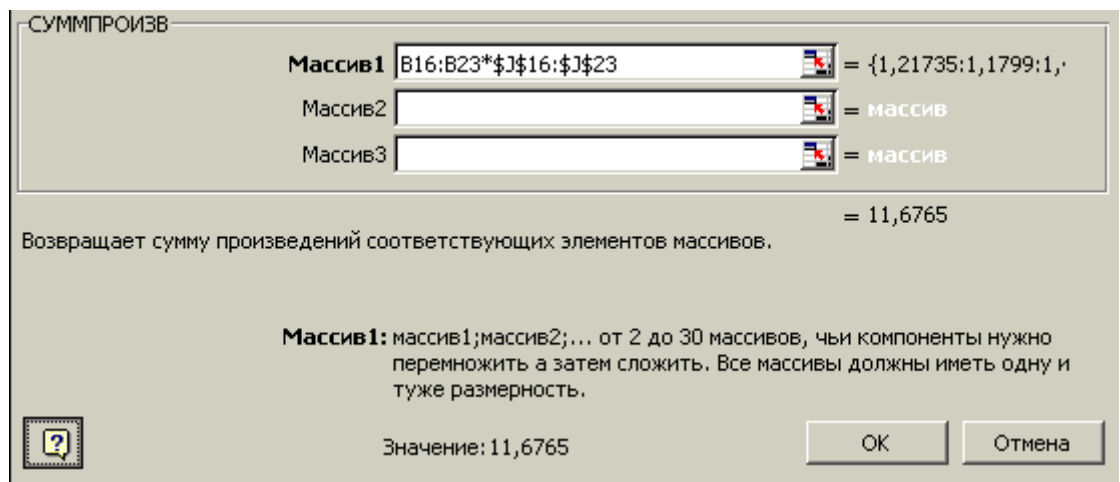 СУММПРОИЗВ
Массив1 B16:B23*$J$16:$J$23 = {1,21735:1,1799:1,
Массив2 = массив
Массив3 = массив
= 11,6765
Возвращает сумму произведений соответствующих элементов массивов.
Массив1: массив1;массив2;... от 2 до 30 массивов, чьи компоненты нужно
перемножить а затем сложить. Все массивы должны иметь одну и
туже размерность.
Значение: 11,6765 OK Отмена